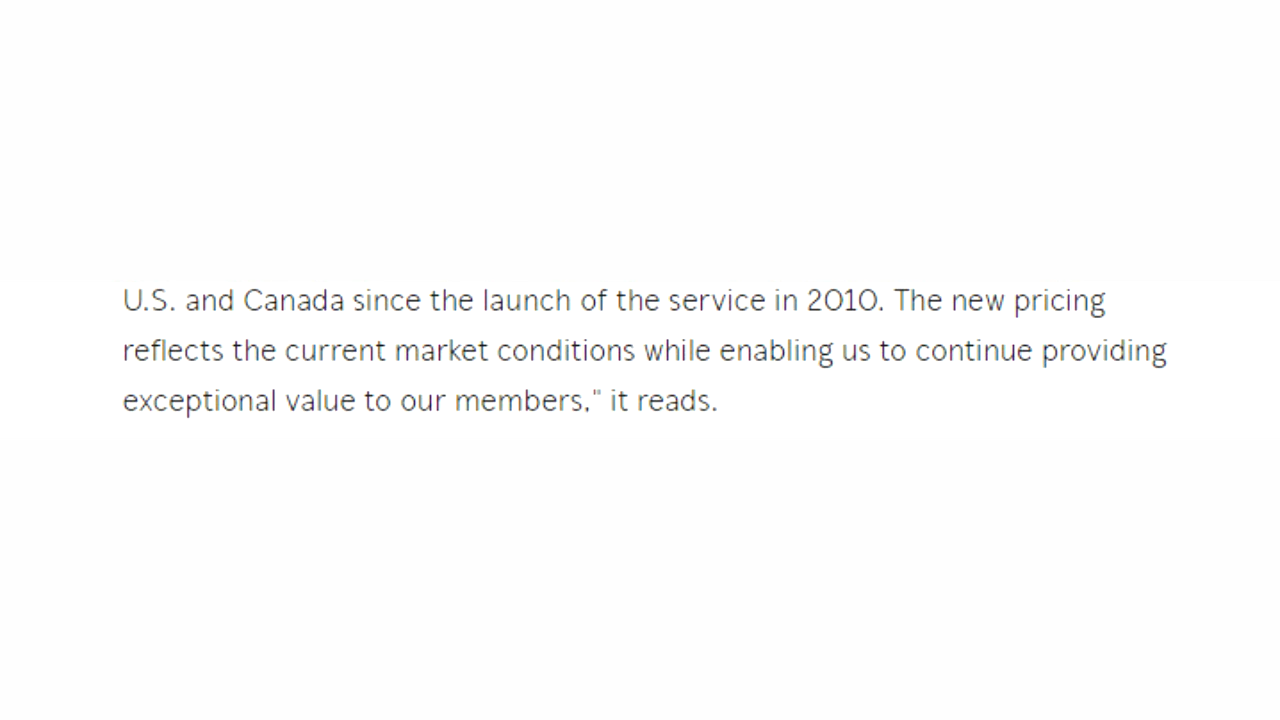 U.S. and Canada since the launch of the service in 2010. The new pricing
reflects the current market conditions while enabling us to continue providing
exceptional value to our members," it reads.